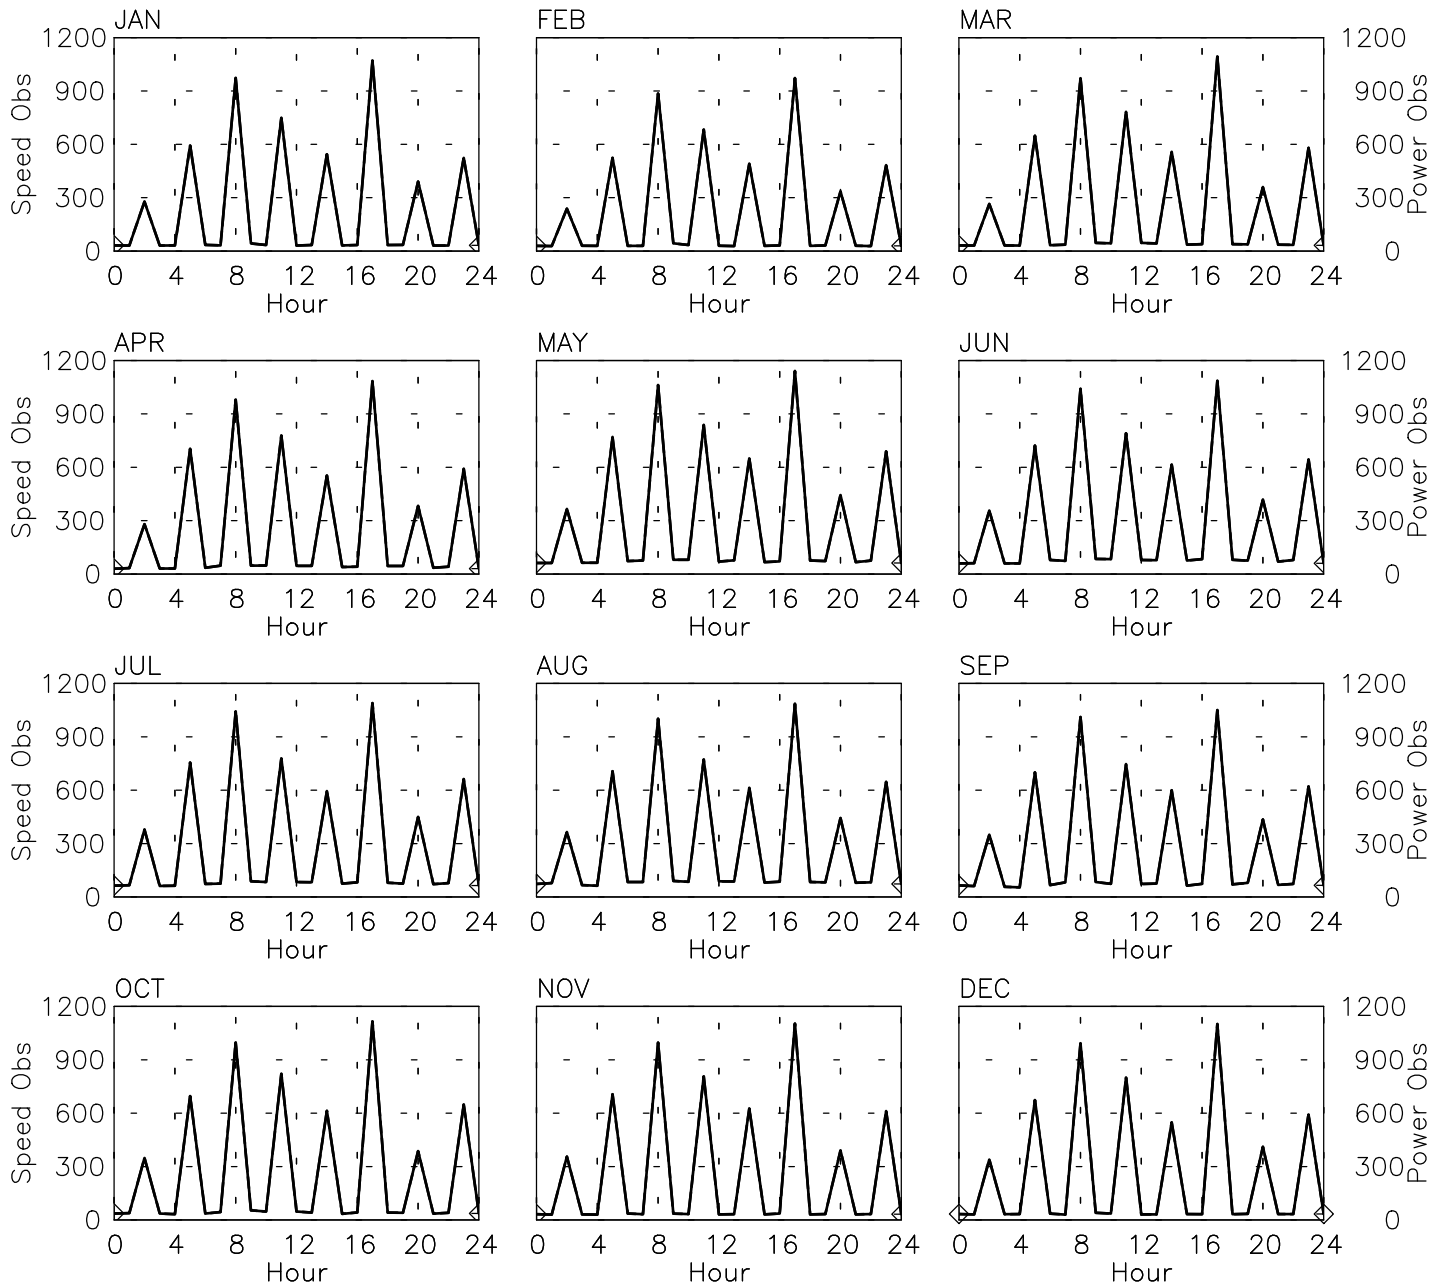 JAN FEB MAR
1200 1200
900 900
600 600
300 300
0 0
Speed Obs Power Obs
0 4 8 12 16 20 24 0 4 8 12 16 20 24 0 4 8 12 16 20 24
Hour Hour Hour
APR MAY JUN
1200 1200
900 900
600 600
300 300
0 0
Speed Obs Power Obs
0 4 8 12 16 20 24 0 4 8 12 16 20 24 0 4 8 12 16 20 24
Hour Hour Hour
JUL AUG SEP
1200 1200
900 900
600 600
300 300
0 0
Speed Obs Power Obs
0 4 8 12 16 20 24 0 4 8 12 16 20 24 0 4 8 12 16 20 24
Hour Hour Hour
OCT NOV DEC
1200 1200
900 900
600 600
300 300
0 0
Speed Obs Power Obs
0 4 8 12 16 20 24 0 4 8 12 16 20 24 0 4 8 12 16 20 24
Hour Hour Hour